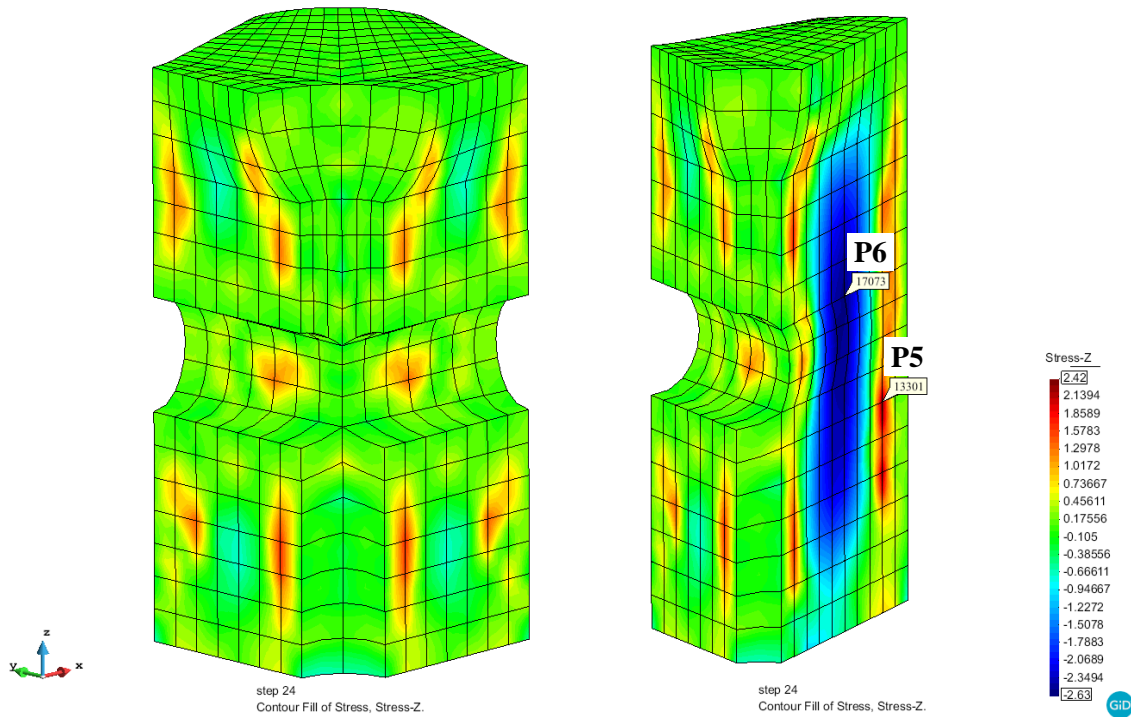 P6
17073
P5
13301
Stress-Z
2.42
2.1394
1.8589
1.5783
1.2978
1.0172
0.73667
0.45611
0.17556
-0.105
-0.38556
-0.66611
-0.94667
-1.2272
-1.5078
-1.7883
-2.0689
-2.3494
-2.63
z
y
x
step 24
Contour Fill of Stress, Stress-Z.
step 24
Contour Fill of Stress, Stress-Z.
GiD